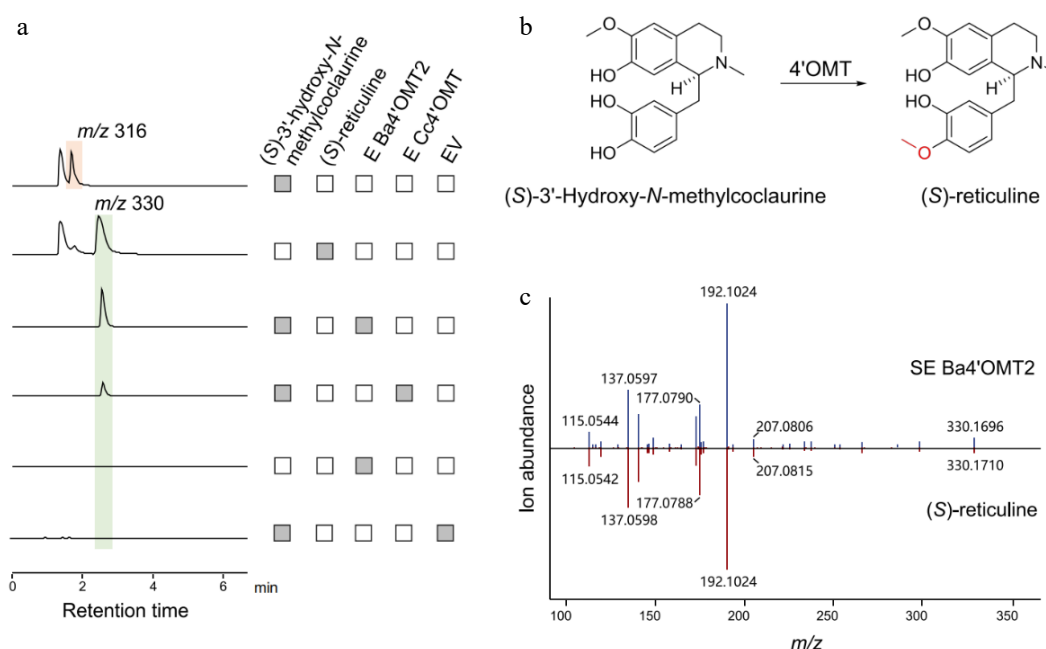 a
m/z 316
m/z 330
(S)-3'-hydroxy-N-
methylcoclaurine
(S)-reticuline
E Ba4'OMT2
E Cc4'OMT
EV
0
2
4
6
min
Retention time
b
O
HO
HO
HO
N
H
4'OMT
O
HO
HO
O
N
H
(S)-3'-Hydroxy-N-methylcoclaurine
(S)-reticuline
c
192.1024
SE Ba4'OMT2
137.0597
177.0790
115.0544
207.0806
330.1696
115.0542
207.0815
330.1710
177.0788
137.0598
(S)-reticuline
192.1024
Ion abundance
100
150
200
250
300
350
m/z